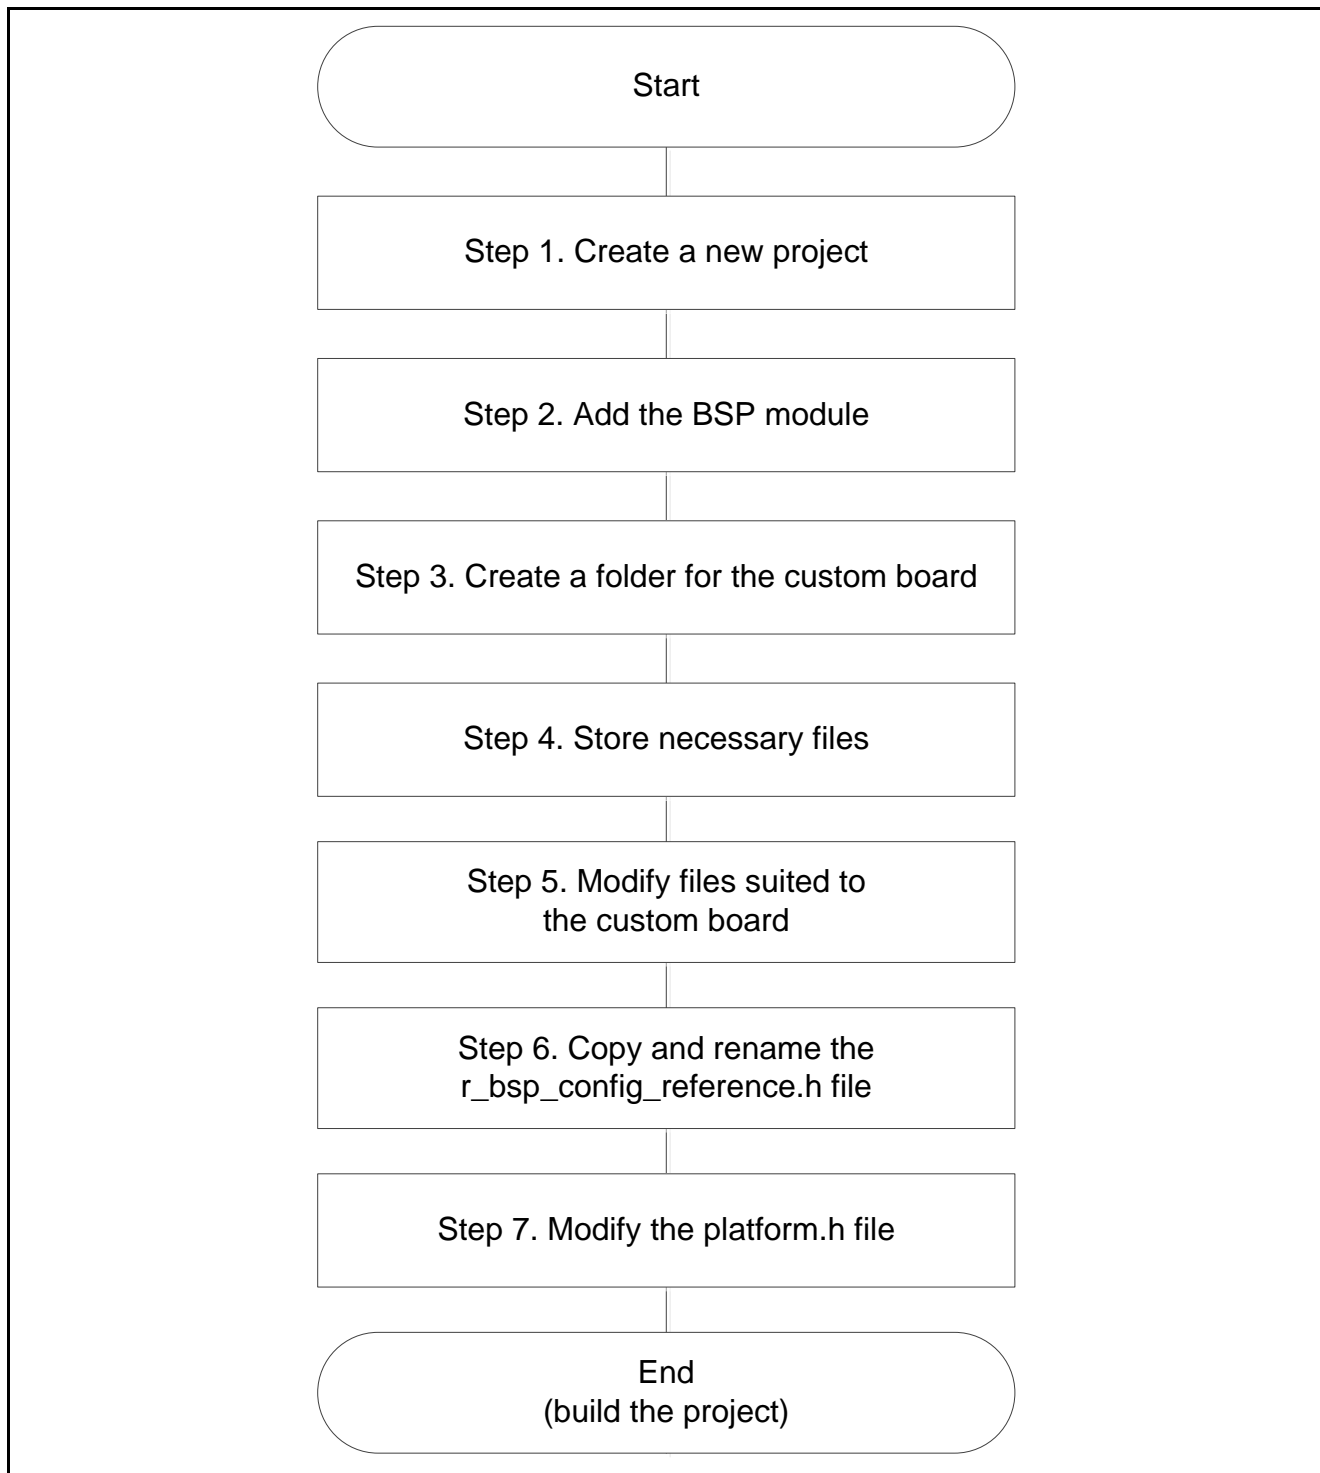 Start
Step 1. Create a new project
Step 2. Add the BSP module
Step 3. Create a folder for the custom board
Step 4. Store necessary files
Step 5. Modify files suited to
the custom board
Step 6. Copy and rename the
r_bsp_config_reference.h file
Step 7. Modify the platform.h file
End
(build the project)